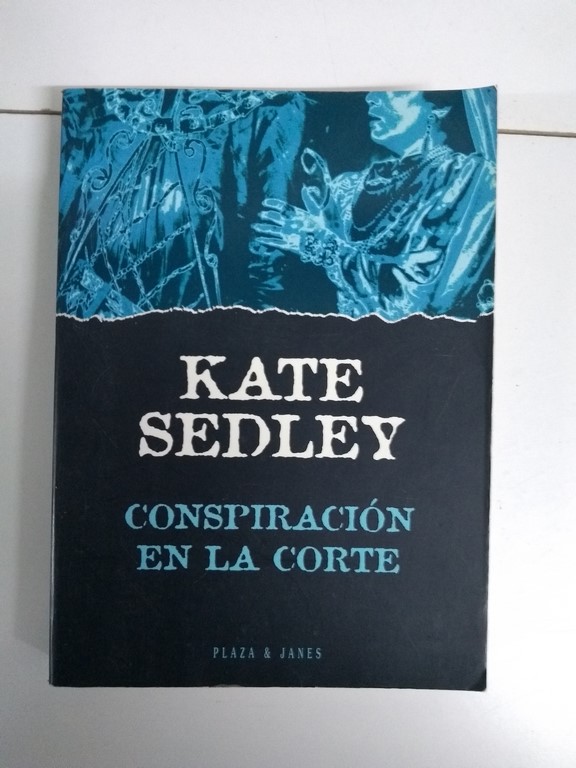 KATE
SEDLEY
CONSPIRACIÓN
EN LA CORTE
PLAZA & JANES